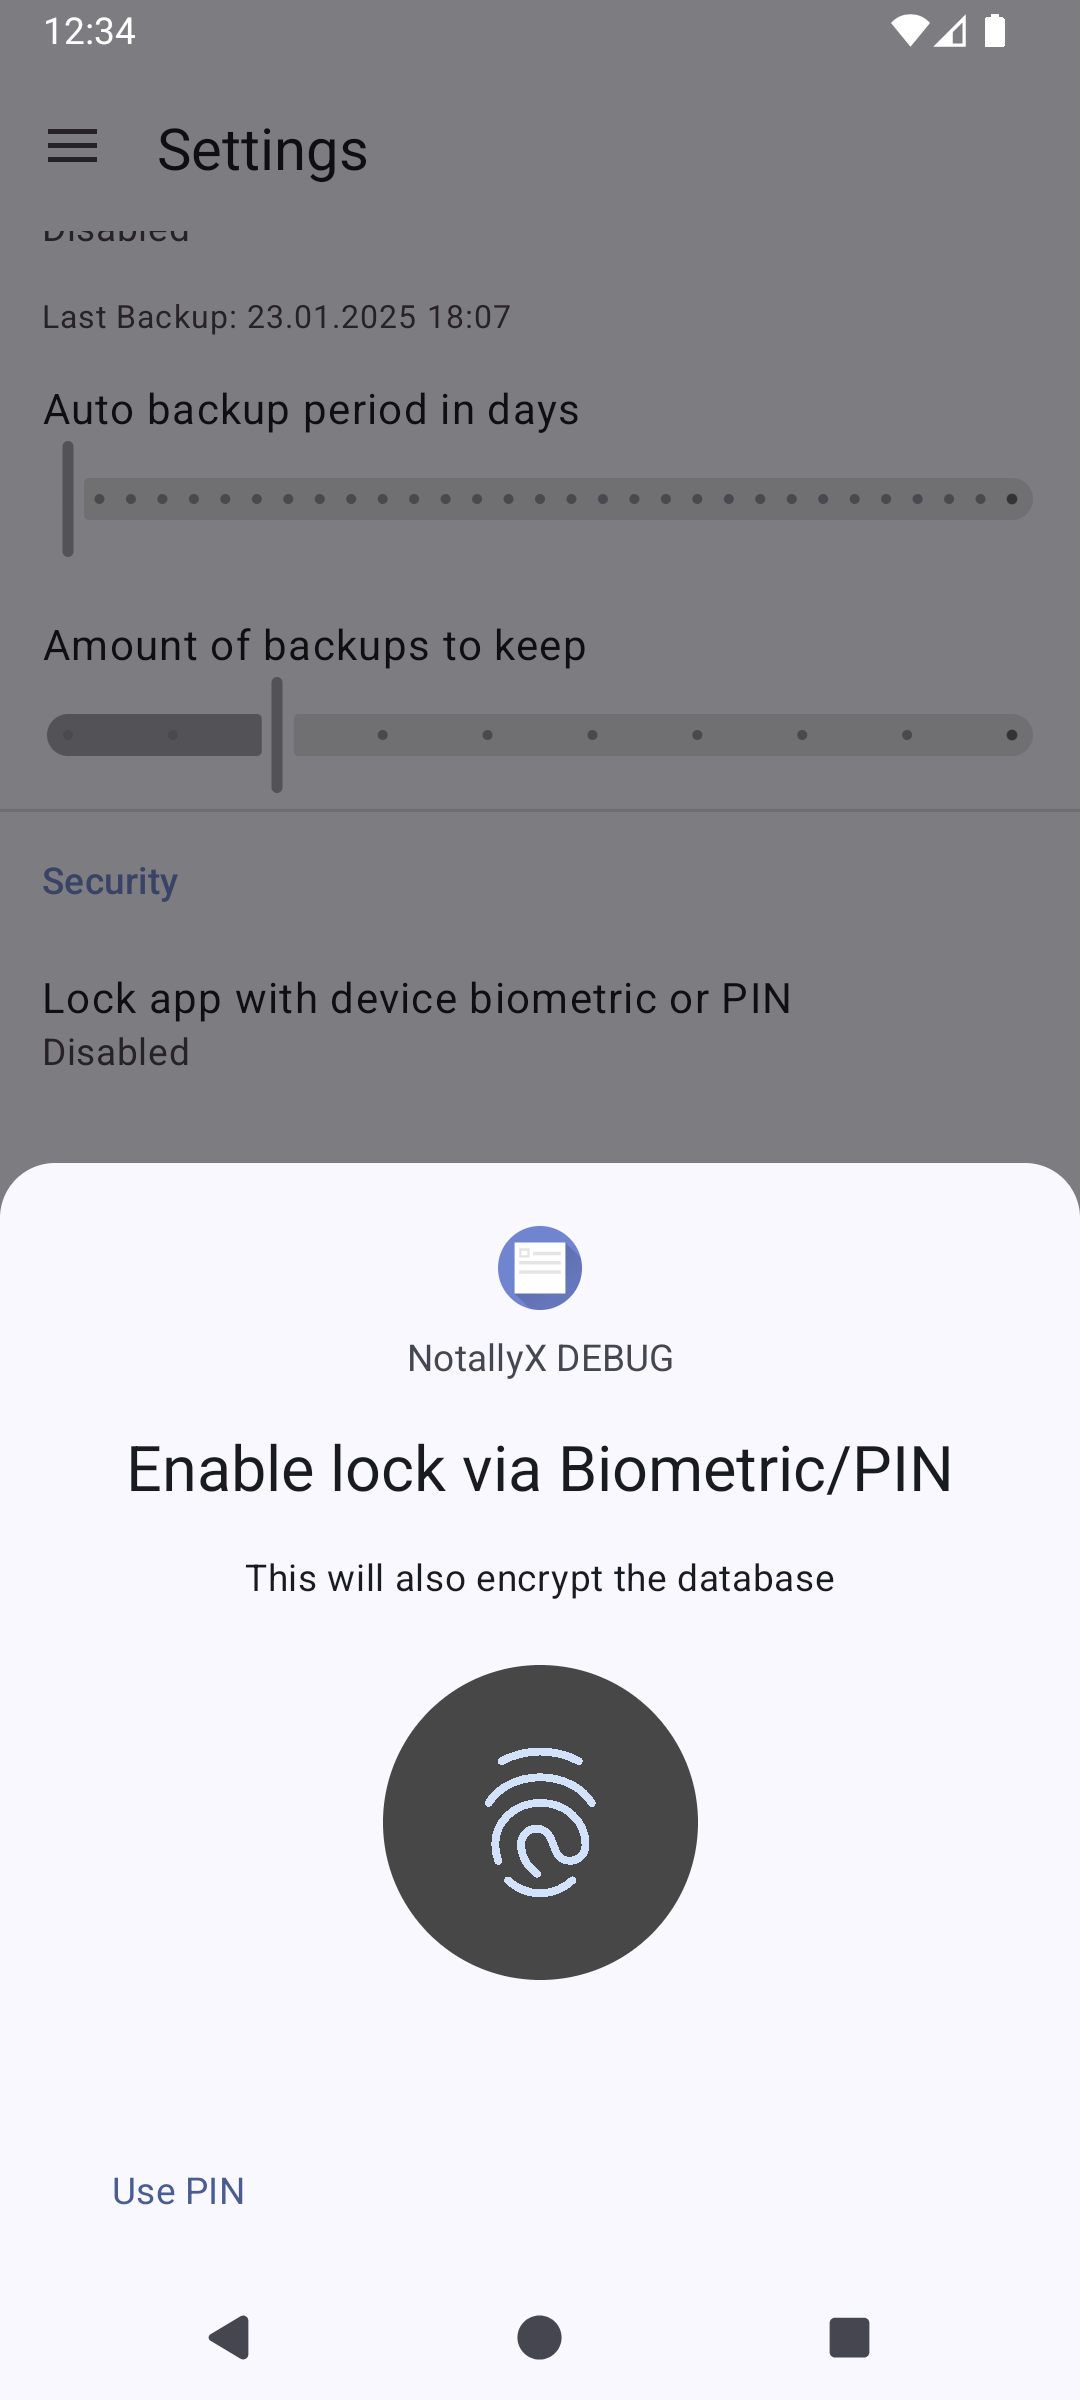 12:34
Settings
Disabled
Last Backup: 23.01.2025 18:07
Auto backup period in days
Amount of backups to keep
Security
Lock app with device biometric or PIN
Disabled
NotallyX DEBUG
Enable lock via Biometric/PIN
This will also encrypt the database
Use PIN